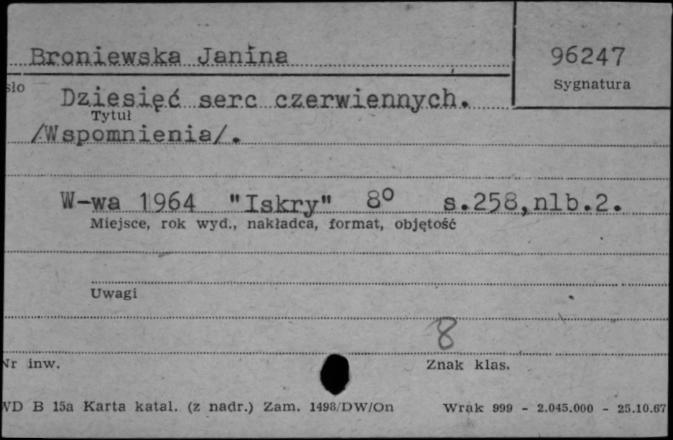 Broniewska Janina
96247
Sygnatura
sło
Dziesięć serc czerwiennych.
Tytuł
/Wspomnienia/.
W-wa 1964 "Iskry" 8° s.258,nlb.2.
Miejsce, rok wyd., nakładca, format, objętość
Uwagi
8
Nr inw.
Znak klas.
WD B 15a Karta katal. (z nadr.) Zam. 1498/DW/On Wrak 999 - 2.045.000 - 25.10.67